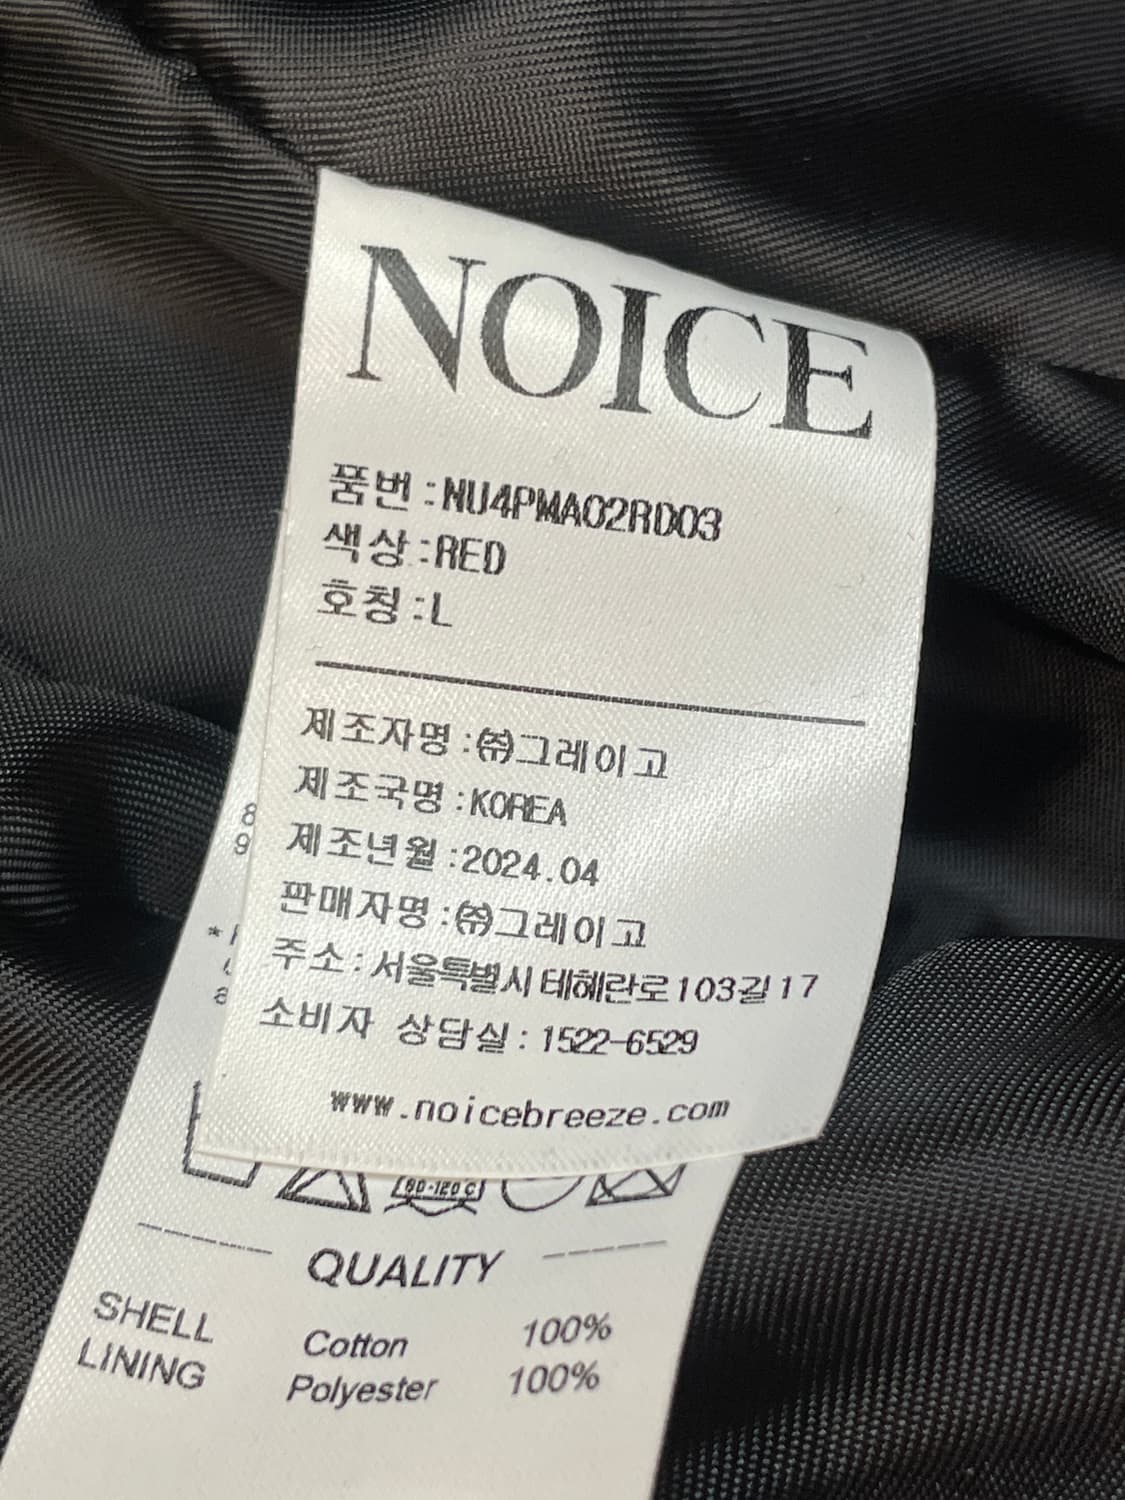 NOICE
품번 :NU4PMA02RD03
색상 :RED
호칭 :L
제조자명 :㈜그레이고
제조국명 :KOREA
제조년월 :2024.04
판매자명 :㈜그레이고
주소 : 서울특별시 테헤란로103길 17
소비자 상담실 : 1522-6529
www.noicebreeze.com
80-120 C
QUALITY
SHELL Cotton 100%
LINING Polyester 100%